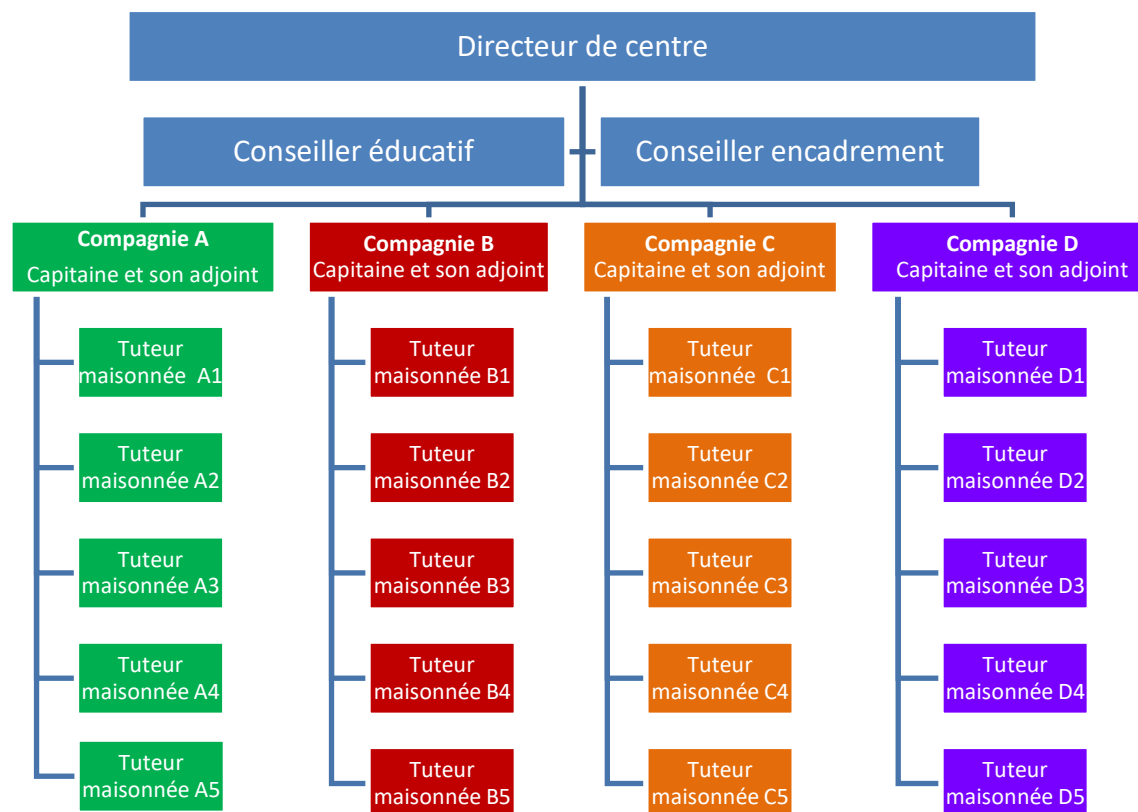 Directeur de centre
Conseiller éducatif
Conseiller encadrement
Compagnie A
Capitaine et son adjoint
Compagnie B
Capitaine et son adjoint
Compagnie C
Capitaine et son adjoint
Compagnie D
Capitaine et son adjoint
Tuteur
maisonnée A1
Tuteur
maisonnée A2
Tuteur
maisonnée A3
Tuteur
maisonnée A4
Tuteur
maisonnée A5
Tuteur
maisonnée B1
Tuteur
maisonnée B2
Tuteur
maisonnée B3
Tuteur
maisonnée B4
Tuteur
maisonnée B5
Tuteur
maisonnée C1
Tuteur
maisonnée C2
Tuteur
maisonnée C3
Tuteur
maisonnée C4
Tuteur
maisonnée C5
Tuteur
maisonnée D1
Tuteur
maisonnée D2
Tuteur
maisonnée D3
Tuteur
maisonnée D4
Tuteur
maisonnée D5